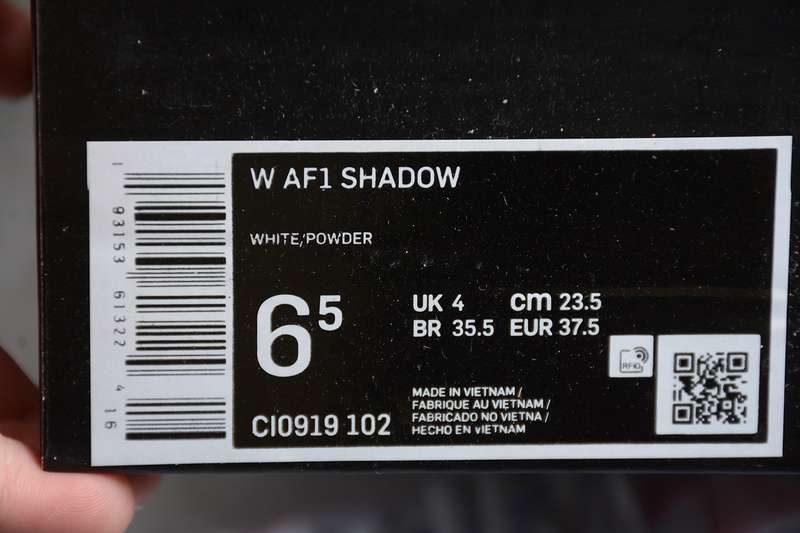 W AF1 SHADOW
WHITE/POWDER
6⁵
UK 4 cm 23.5
BR 35.5 EUR 37.5
CI0919 102
MADE IN VIETNAM /
FABRIQUE AU VIETNAM /
FABRICADO NO VIETNA /
HECHO EN vIETNAM
RFID
1 93153 61322 4 16